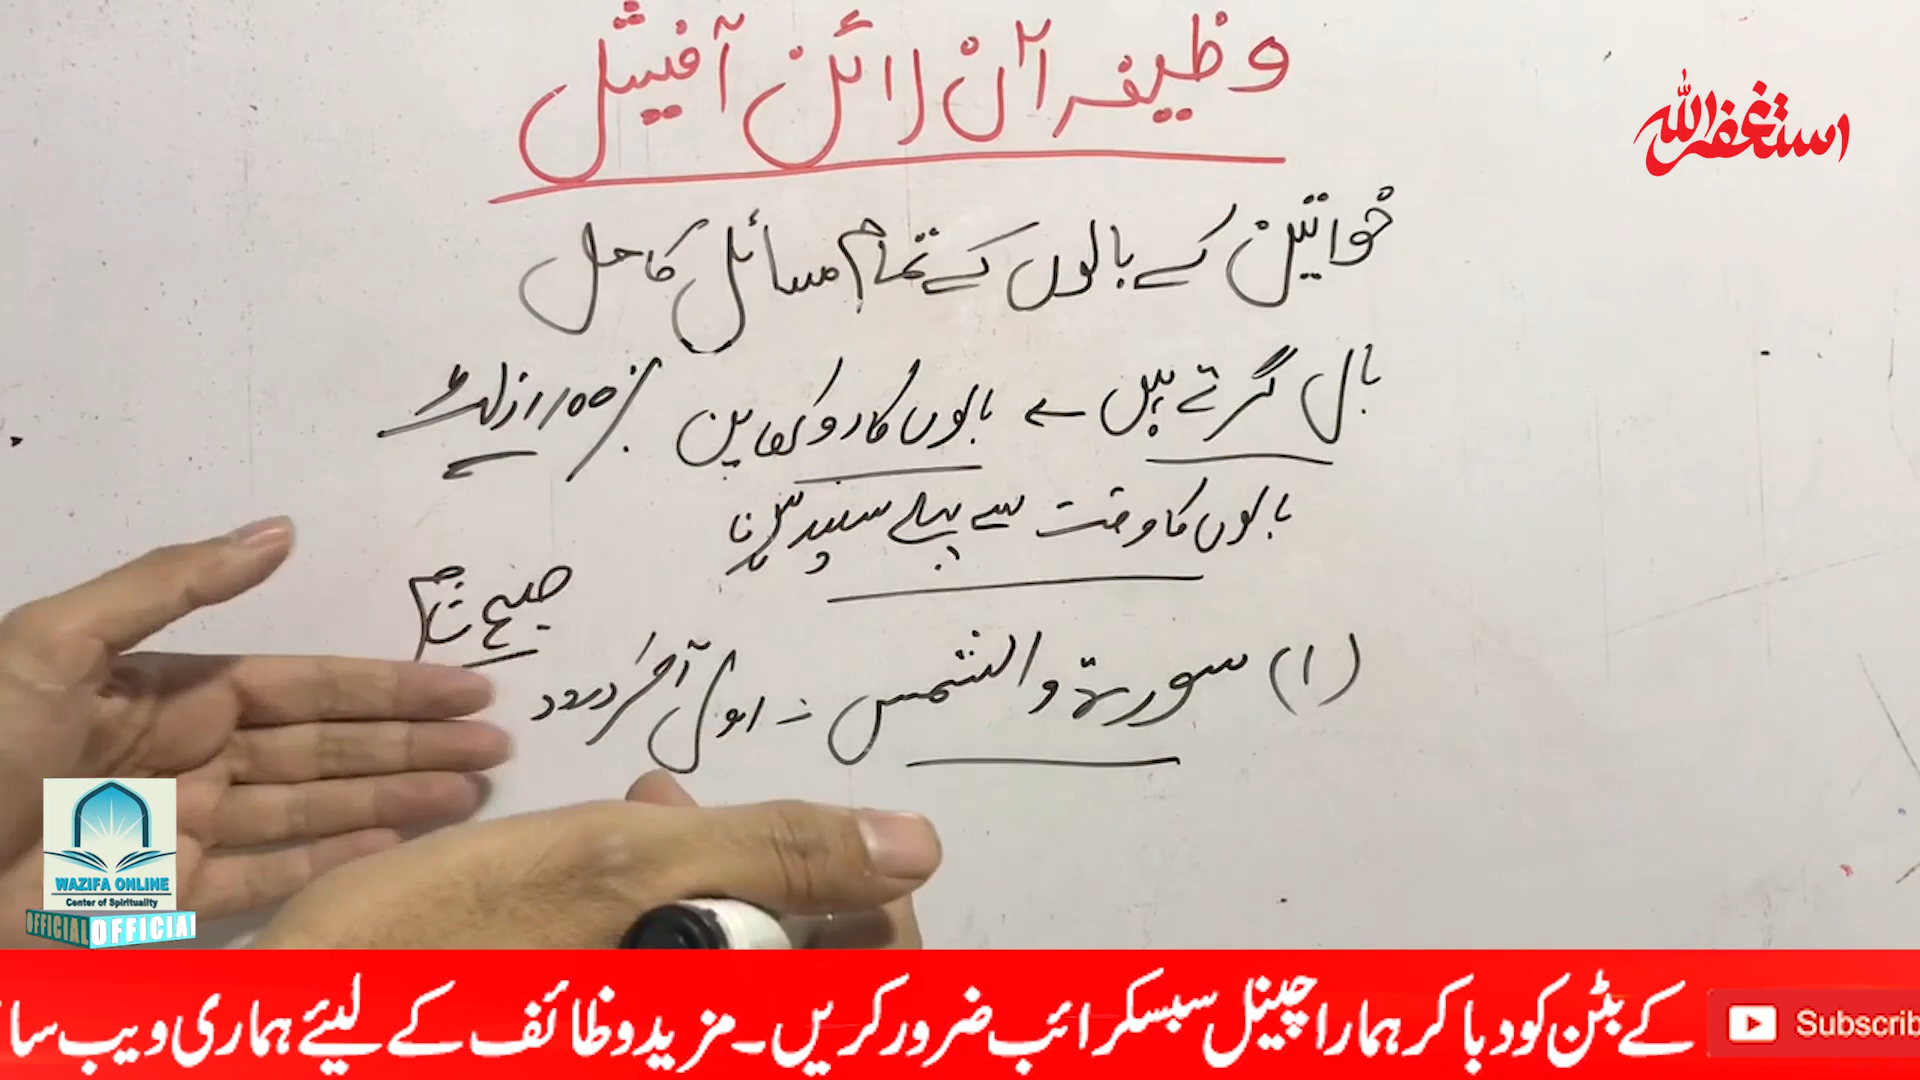 وظیفہ آن لائن آفیشل
استغفراللہ
خواتین کے بالوں کے تمام مسائل کا حل
بال گرتے ہیں ← بالوں کا روکھا پن 100% رزلٹ
بالوں کا وقت سے پہلے سفید ہونا
صبح شام
(۱) سورۃ والشمس - اول آخر درود
WAZIFA ONLINE
Center of Spirituality
OFFICIAL OFFICIAL
کے بٹن کو دبا کر ہمارا چینل سبسکرائب ضرور کریں۔ مزید وظائف کے لیئے ہماری ویب سا
Subscrib